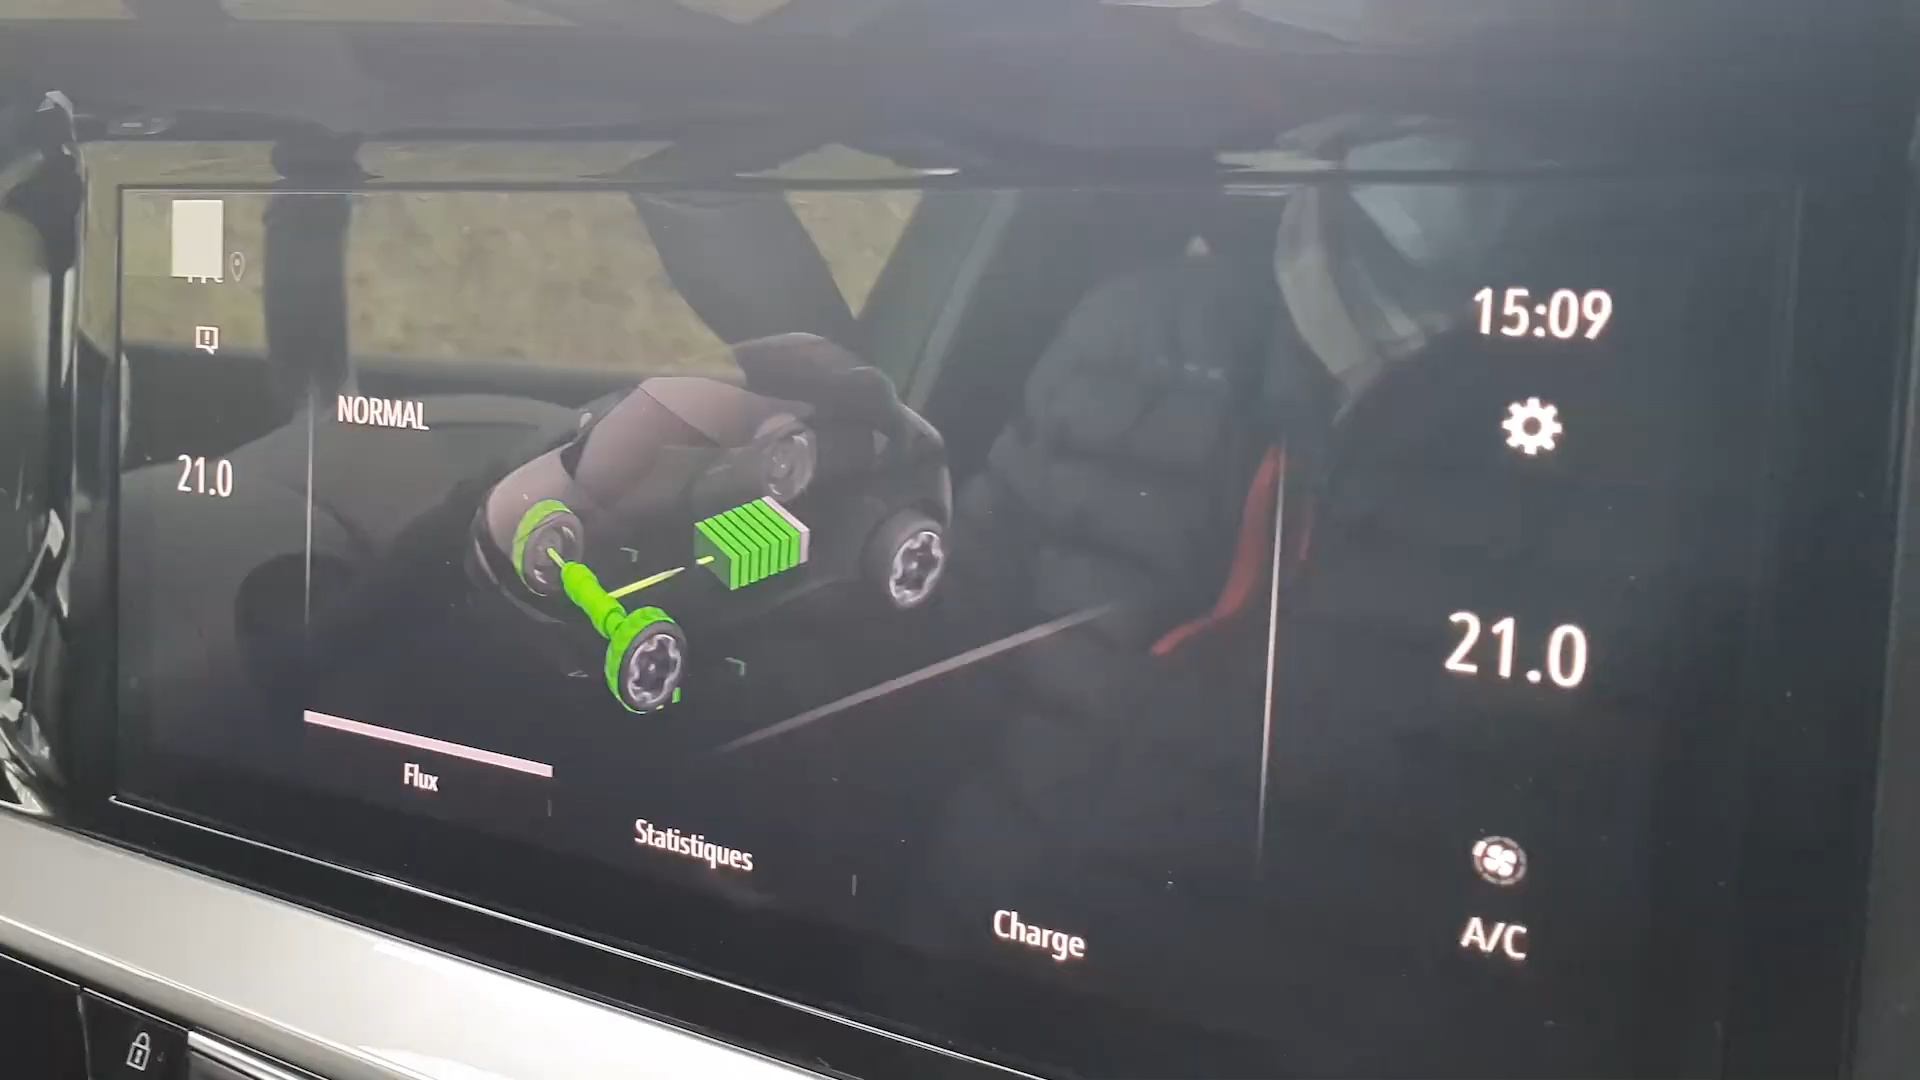 15:09
NORMAL
21.0
21.0
Flux
Statistiques
Charge
A/C